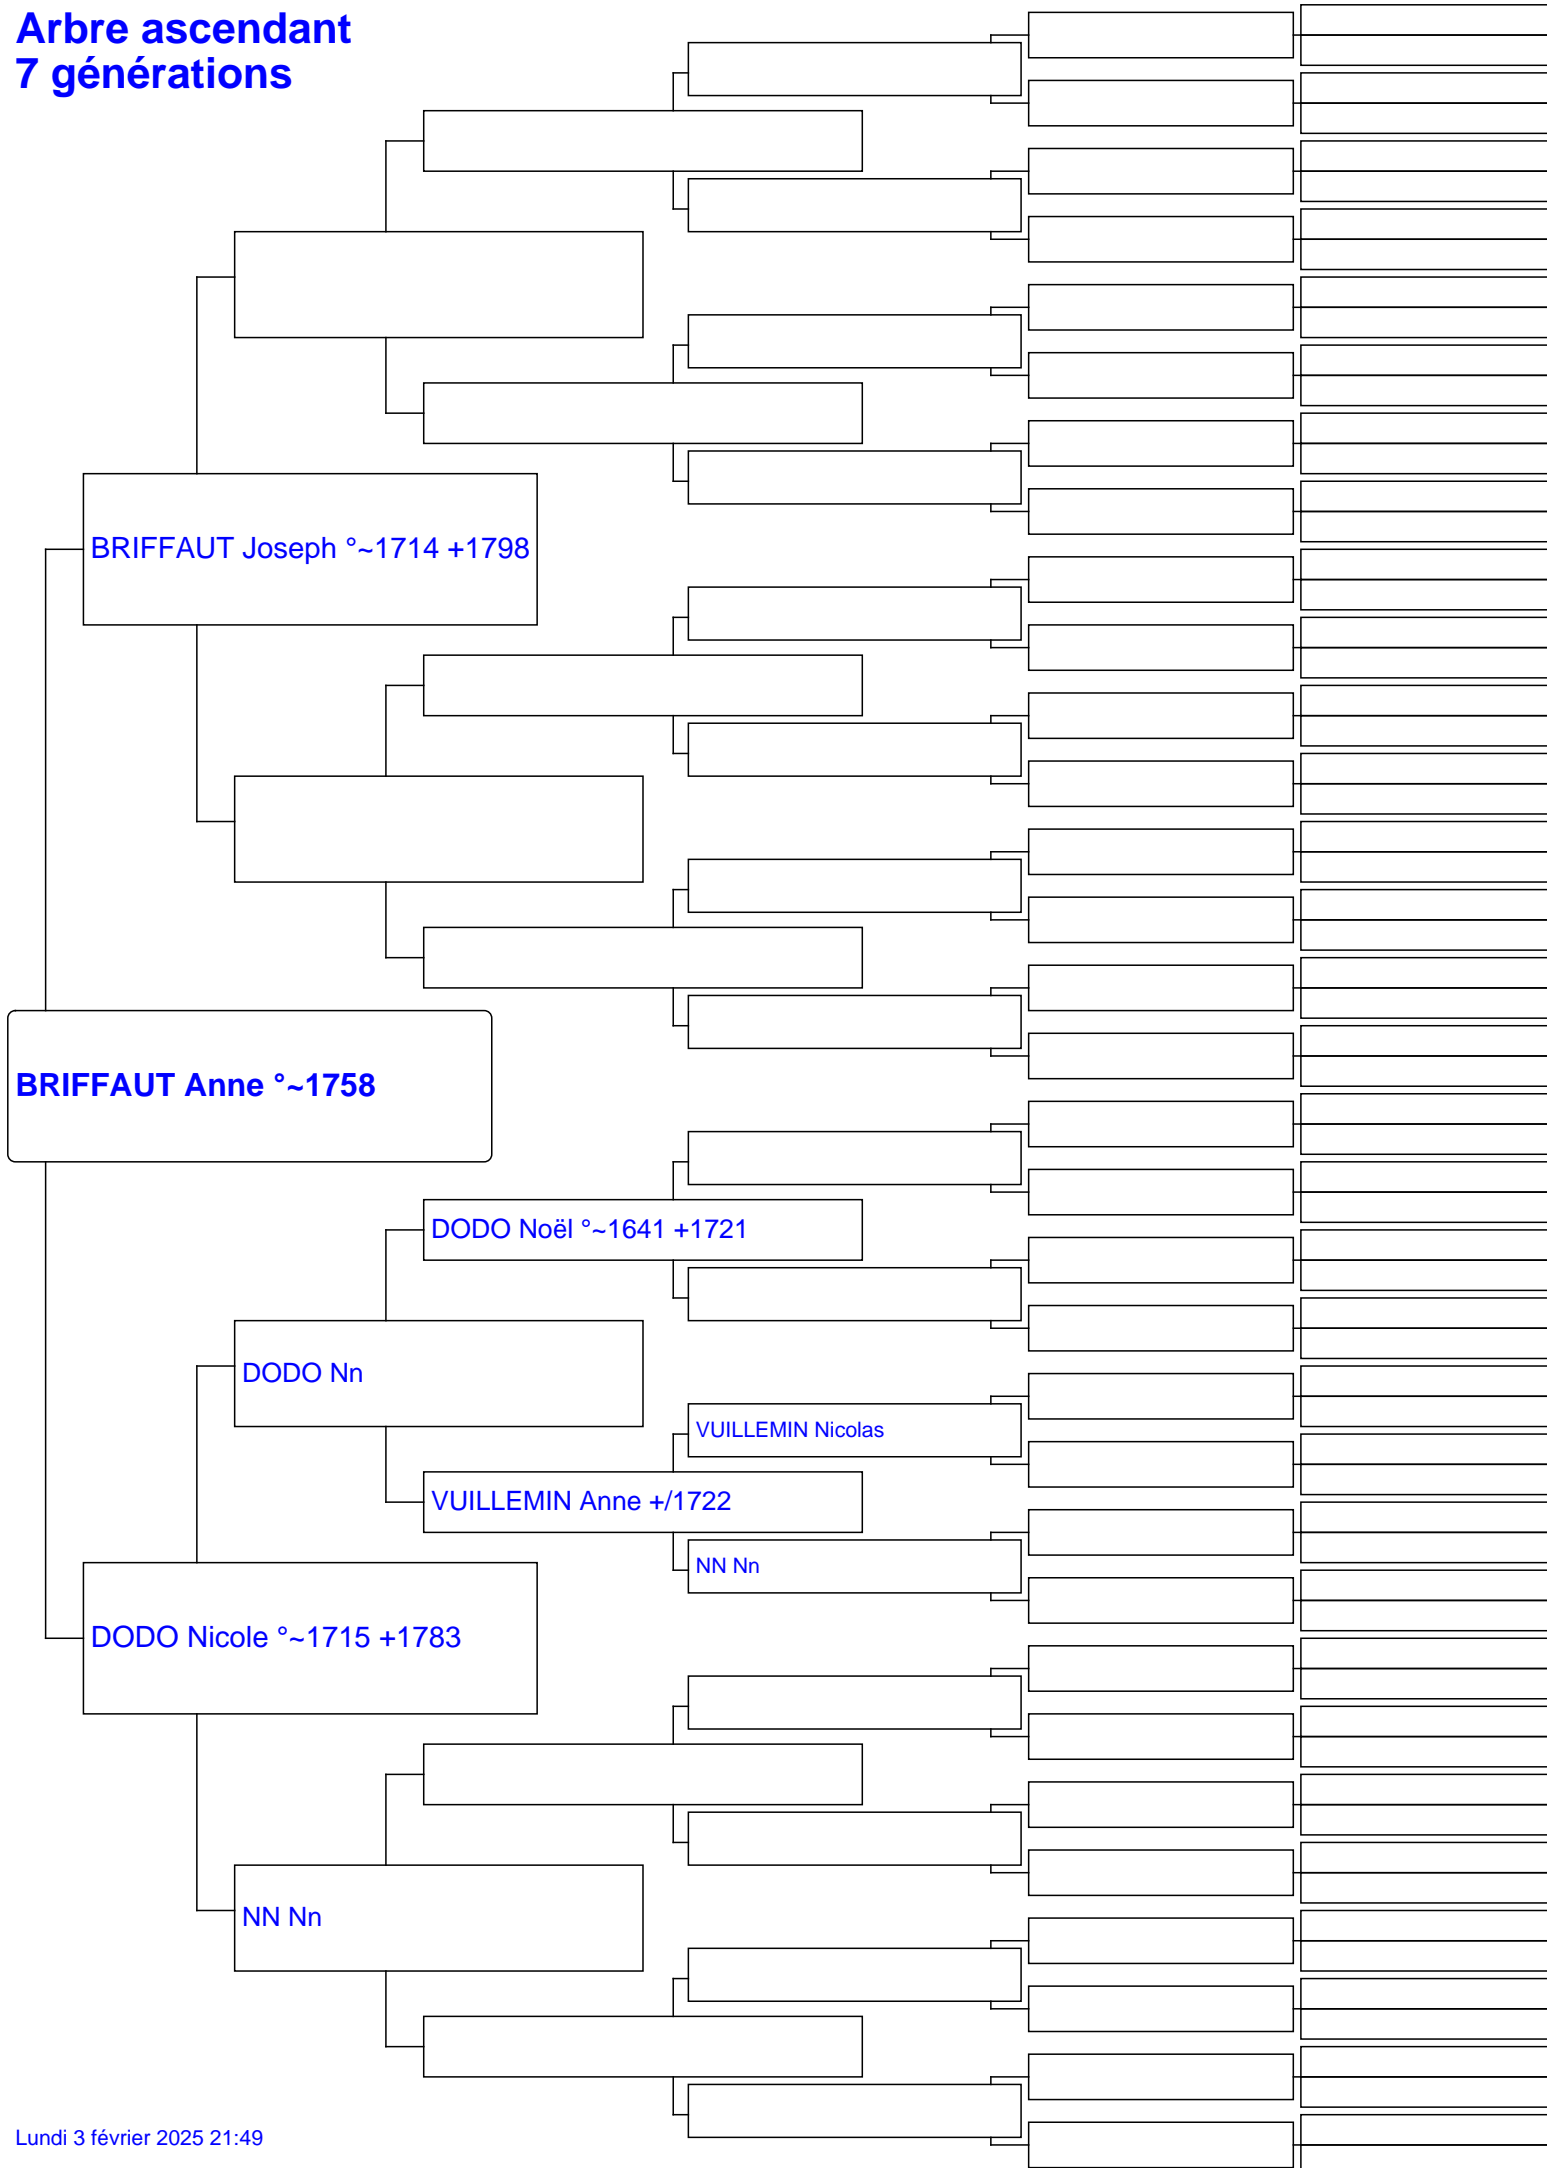 Arbre ascendant
7 générations
BRIFFAUT Joseph °~1714 +1798
BRIFFAUT Anne °~1758
DODO Noël °~1641 +1721
DODO Nn
VUILLEMIN Nicolas
VUILLEMIN Anne +/1722
NN Nn
DODO Nicole °~1715 +1783
NN Nn
Lundi 3 février 2025 21:49